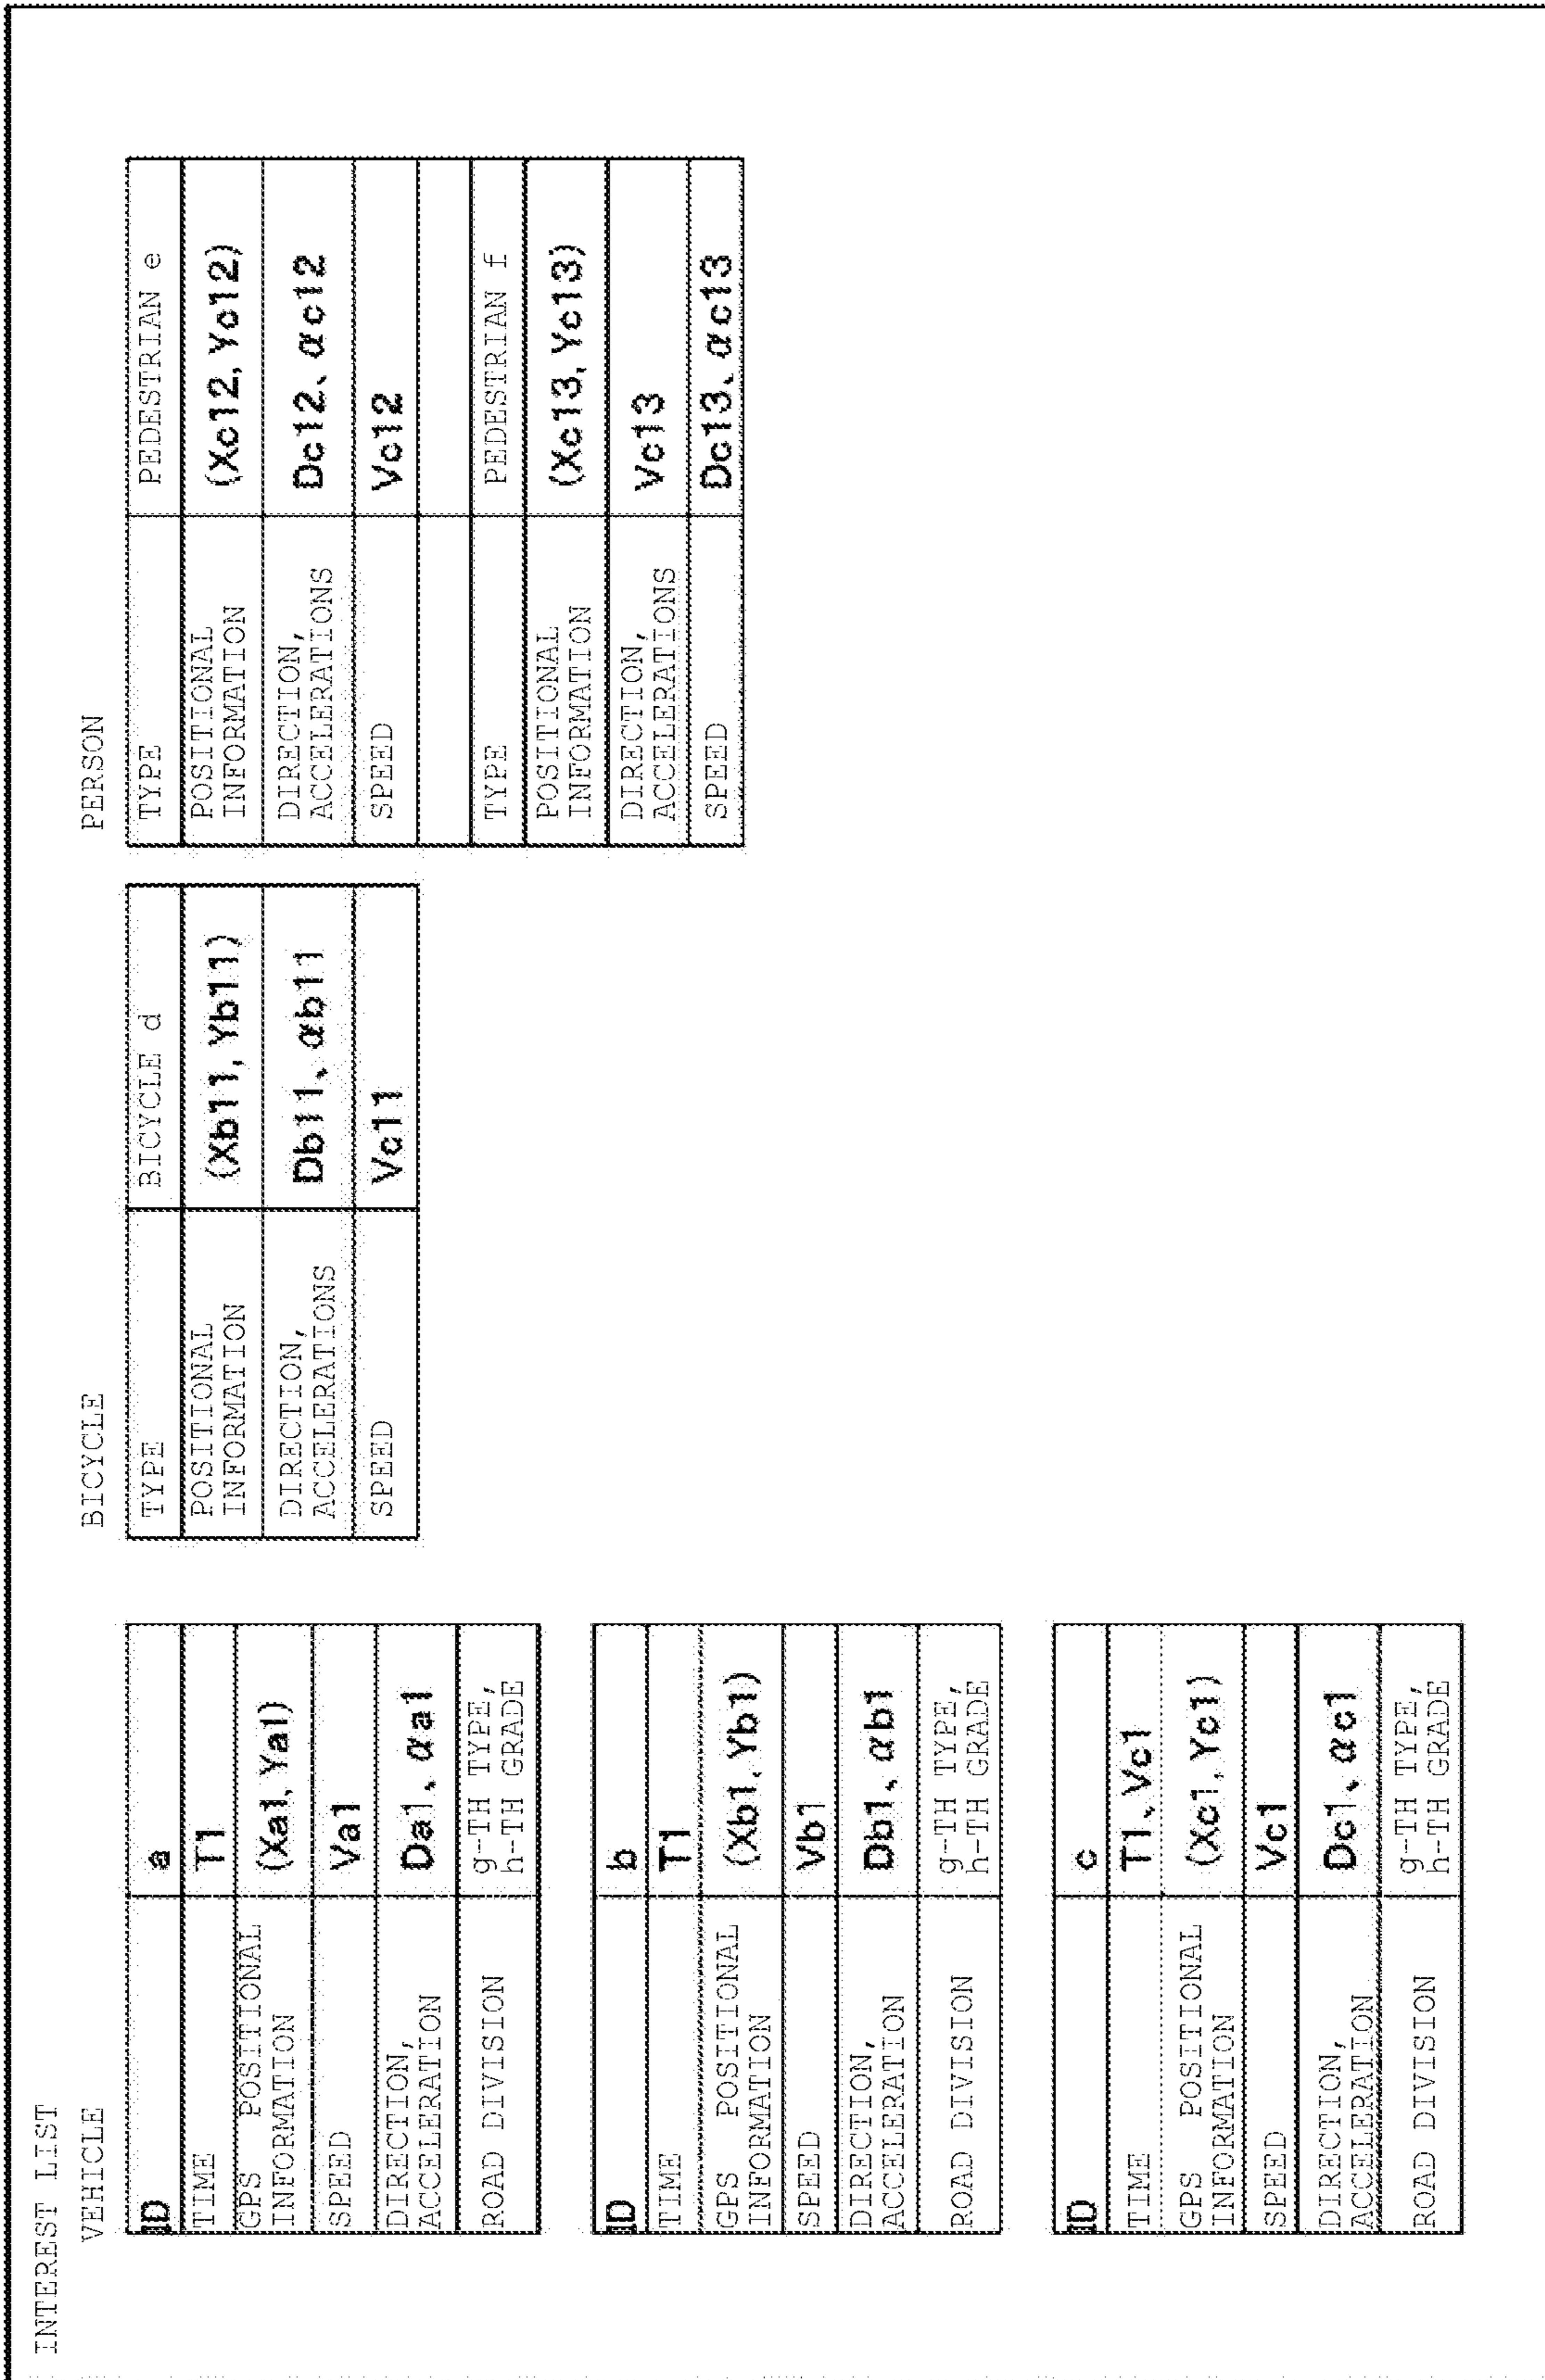 INTEREST LIST
VEHICLE
ID a
TIME T1
GPS POSITIONAL
INFORMATION
(Xa1, Ya1)
SPEED Va1
DIRECTION,
ACCELERATION
Da1、αa1
ROAD DIVISION
g-TH TYPE,
h-TH GRADE
ID b
TIME T1
GPS POSITIONAL
INFORMATION
(Xb1, Yb1)
SPEED Vb1
DIRECTION,
ACCELERATION
Db1、αb1
ROAD DIVISION
g-TH TYPE,
h-TH GRADE
ID c
TIME T1、Vc1
GPS POSITIONAL
INFORMATION
(Xc1, Yc1)
SPEED Vc1
DIRECTION,
ACCELERATION
Dc1、αc1
ROAD DIVISION
g-TH TYPE,
h-TH GRADE
BICYCLE
TYPE BICYCLE d
POSITIONAL
INFORMATION
(Xb11, Yb11)
DIRECTION,
ACCELERATIONS
Db11、αb11
SPEED Vc11
PERSON
TYPE PEDESTRIAN e
POSITIONAL
INFORMATION
(Xc12, Yc12)
DIRECTION,
ACCELERATIONS
Dc12、αc12
SPEED Vc12
TYPE PEDESTRIAN f
POSITIONAL
INFORMATION
(Xc13, Yc13)
DIRECTION,
ACCELERATIONS
Vc13
SPEED Dc13、αc13